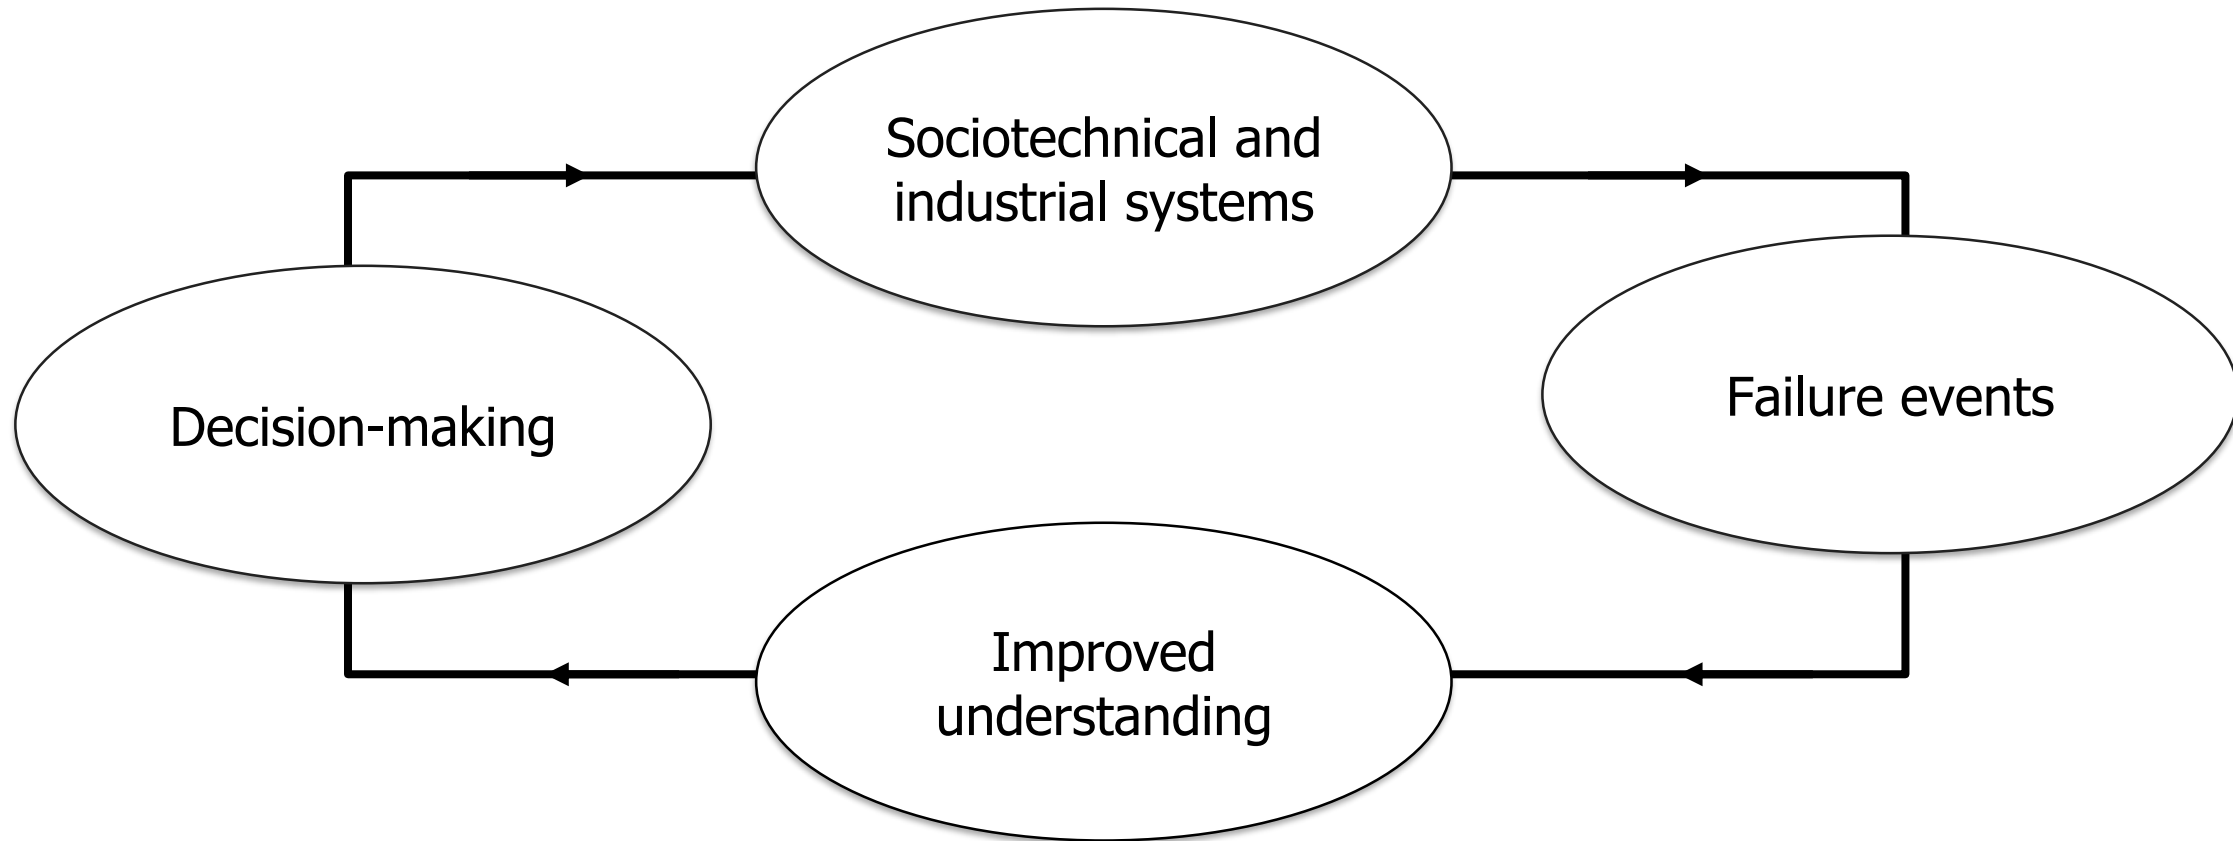 Sociotechnical and
industrial systems
Failure events
Decision-making
Improved
understanding